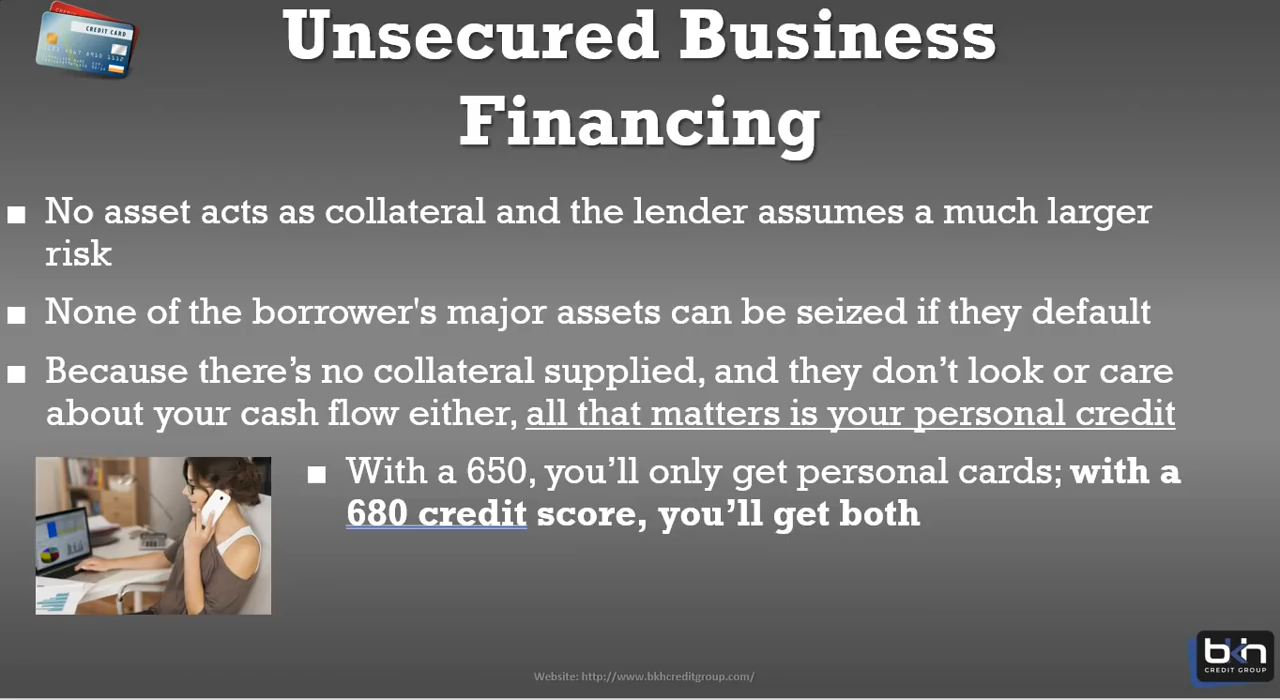 CREDIT CARD
Unsecured Business
Financing
■ No asset acts as collateral and the lender assumes a much larger
risk
■ None of the borrower's major assets can be seized if they default
■ Because there’s no collateral supplied, and they don’t look or care
about your cash flow either, all that matters is your personal credit
■ With a 650, you’ll only get personal cards; with a
680 credit score, you’ll get both
bkh
CREDIT GROUP
Website: http://www.bkhcreditgroup.com/